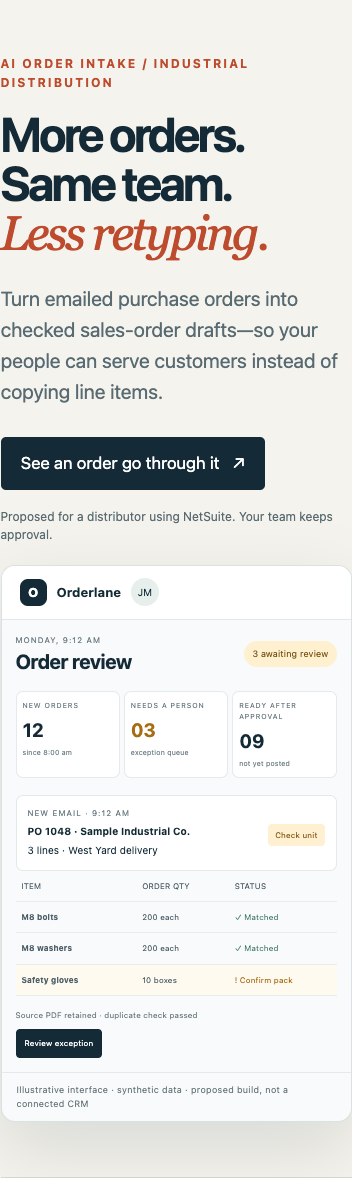 AI ORDER INTAKE / INDUSTRIAL
DISTRIBUTION
More orders.
Same team.
Less retyping.
Turn emailed purchase orders into
checked sales-order drafts—so your
people can serve customers instead of
copying line items.
See an order go through it ↗
Proposed for a distributor using NetSuite. Your team keeps
approval.
O Orderlane JM
MONDAY, 9:12 AM
Order review
3 awaiting review
NEW ORDERS
12
since 8:00 am
NEEDS A PERSON
03
exception queue
READY AFTER
APPROVAL
09
not yet posted
NEW EMAIL · 9:12 AM
PO 1048 · Sample Industrial Co.
3 lines · West Yard delivery
Check unit
ITEM ORDER QTY STATUS
M8 bolts 200 each ✓ Matched
M8 washers 200 each ✓ Matched
Safety gloves 10 boxes ! Confirm pack
Source PDF retained · duplicate check passed
Review exception
Illustrative interface · synthetic data · proposed build, not a
connected CRM